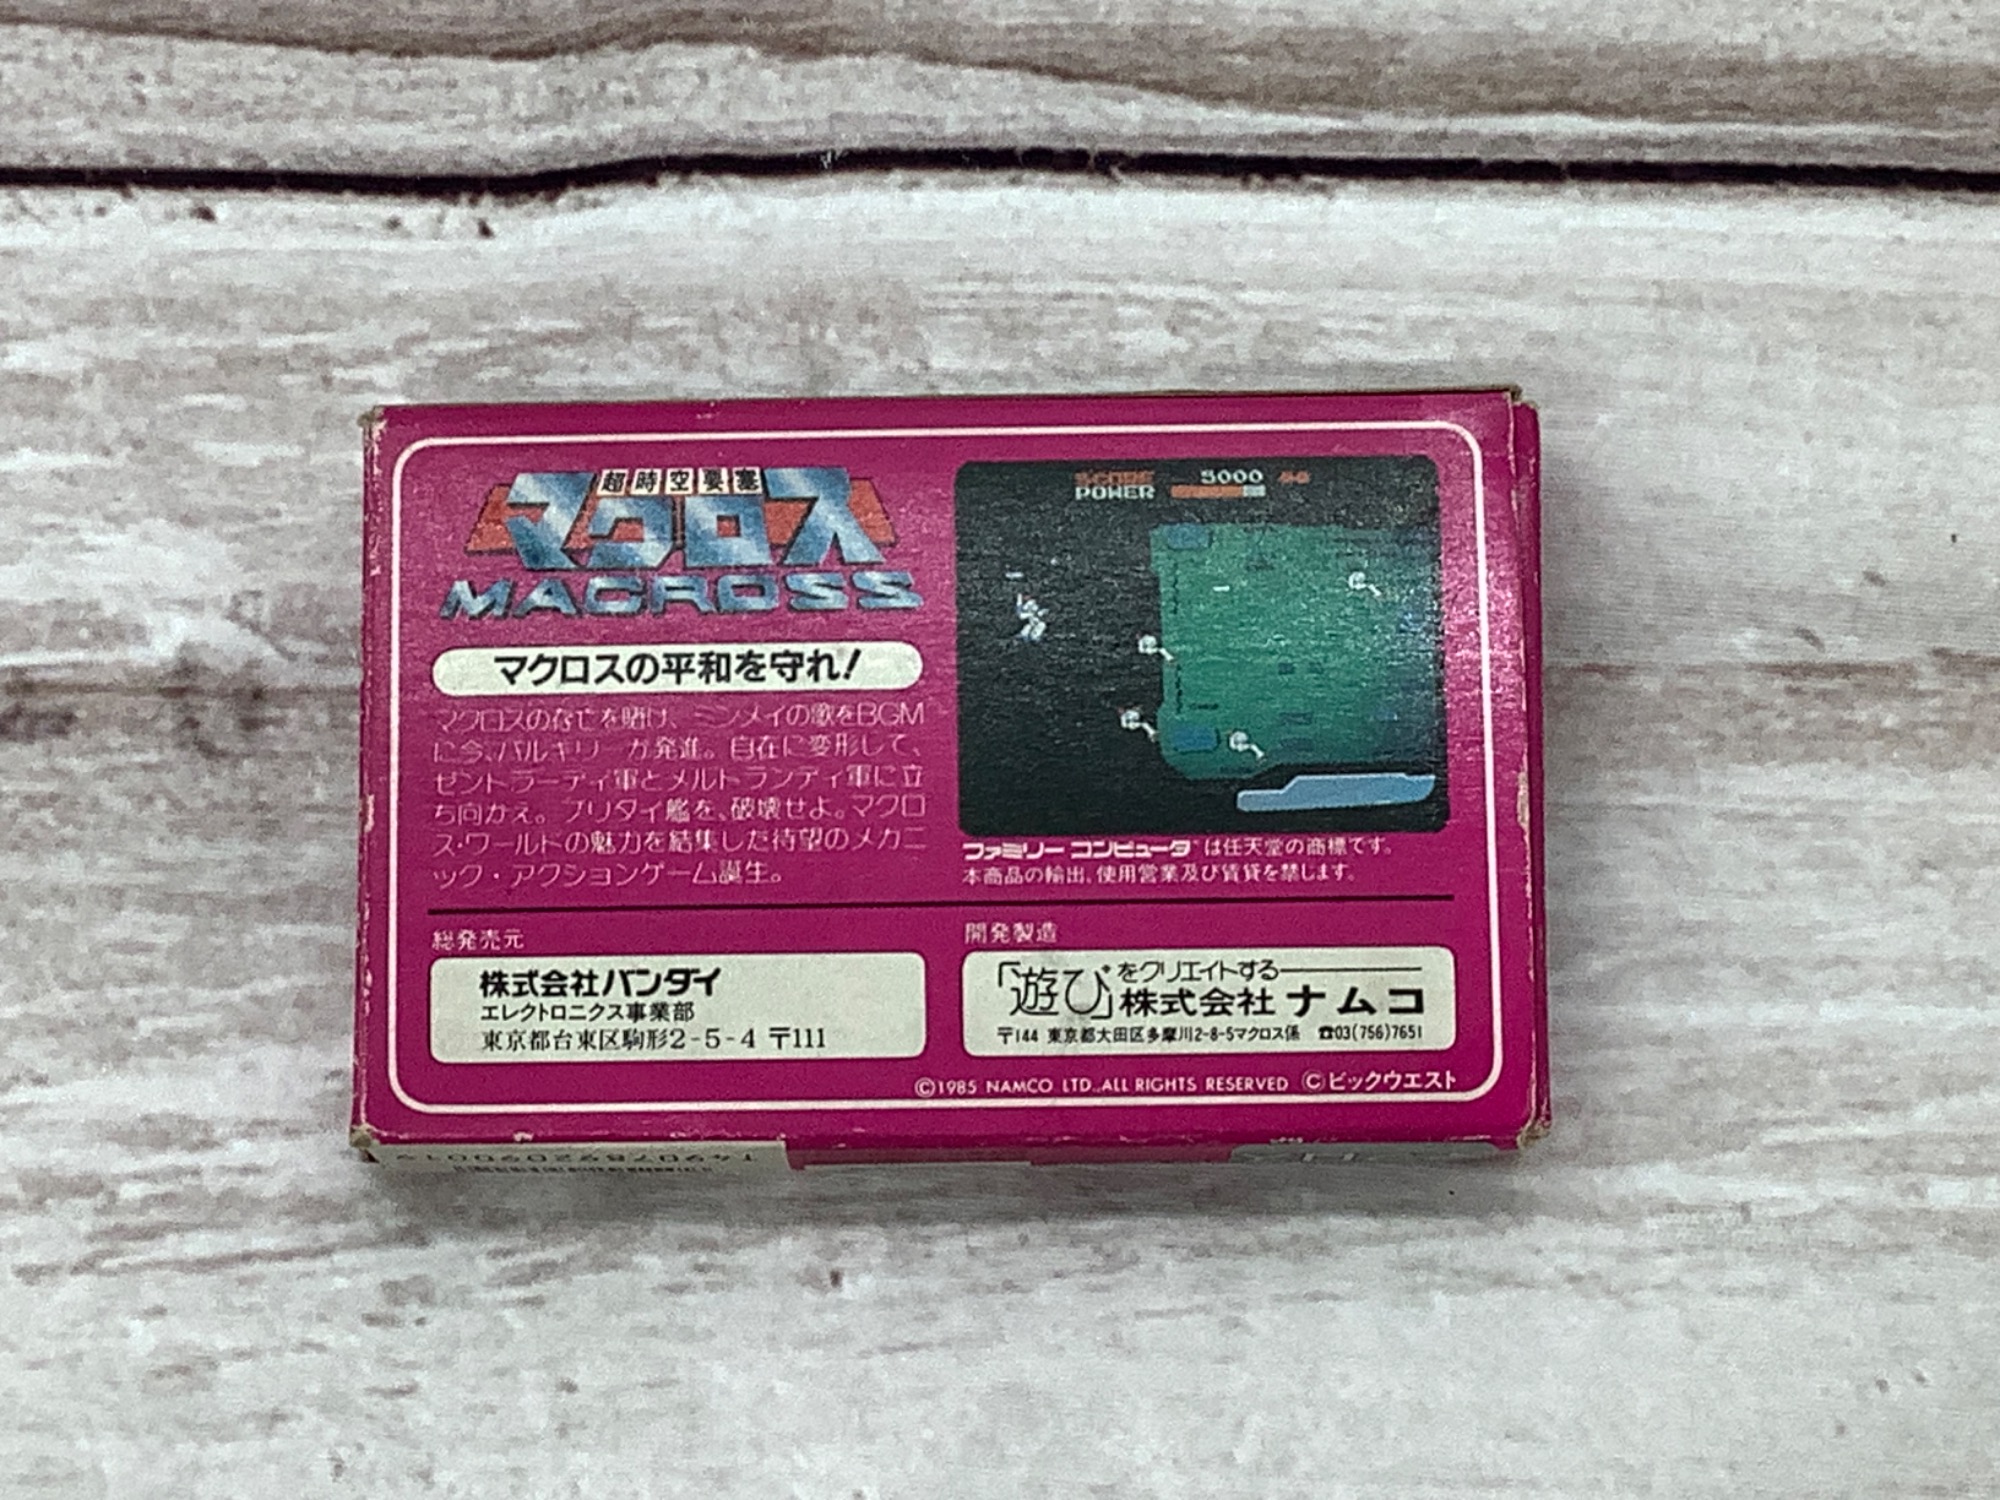 超時空要塞
マクロス
MACROSS
マクロスの平和を守れ!
マクロスの存亡を賭け、ミンメイの歌をBGM
に今、バルキリーが発進。自在に変形して、
ゼントラーディ軍とメルトランディ軍に立
ち向かえ。ブリタイ艦を、破壊せよ。マクロ
ス・ワールドの魅力を結集した待望のメカニ
ック・アクションゲーム誕生。
SCORE 5000
POWER
ファミリーコンピュータ は任天堂の商標です。
本商品の輸出、使用営業及び賃貸を禁じます。
総発売元
株式会社バンダイ
エレクトロニクス事業部
東京都台東区駒形2-5-4 〒111
開発製造
「遊び」をクリエイトする
株式会社ナムコ
〒144 東京都大田区多摩川2-8-5マクロス係 ☎03(756)7651
©1985 NAMCO LTD., ALL RIGHTS RESERVED ©ビックウエスト